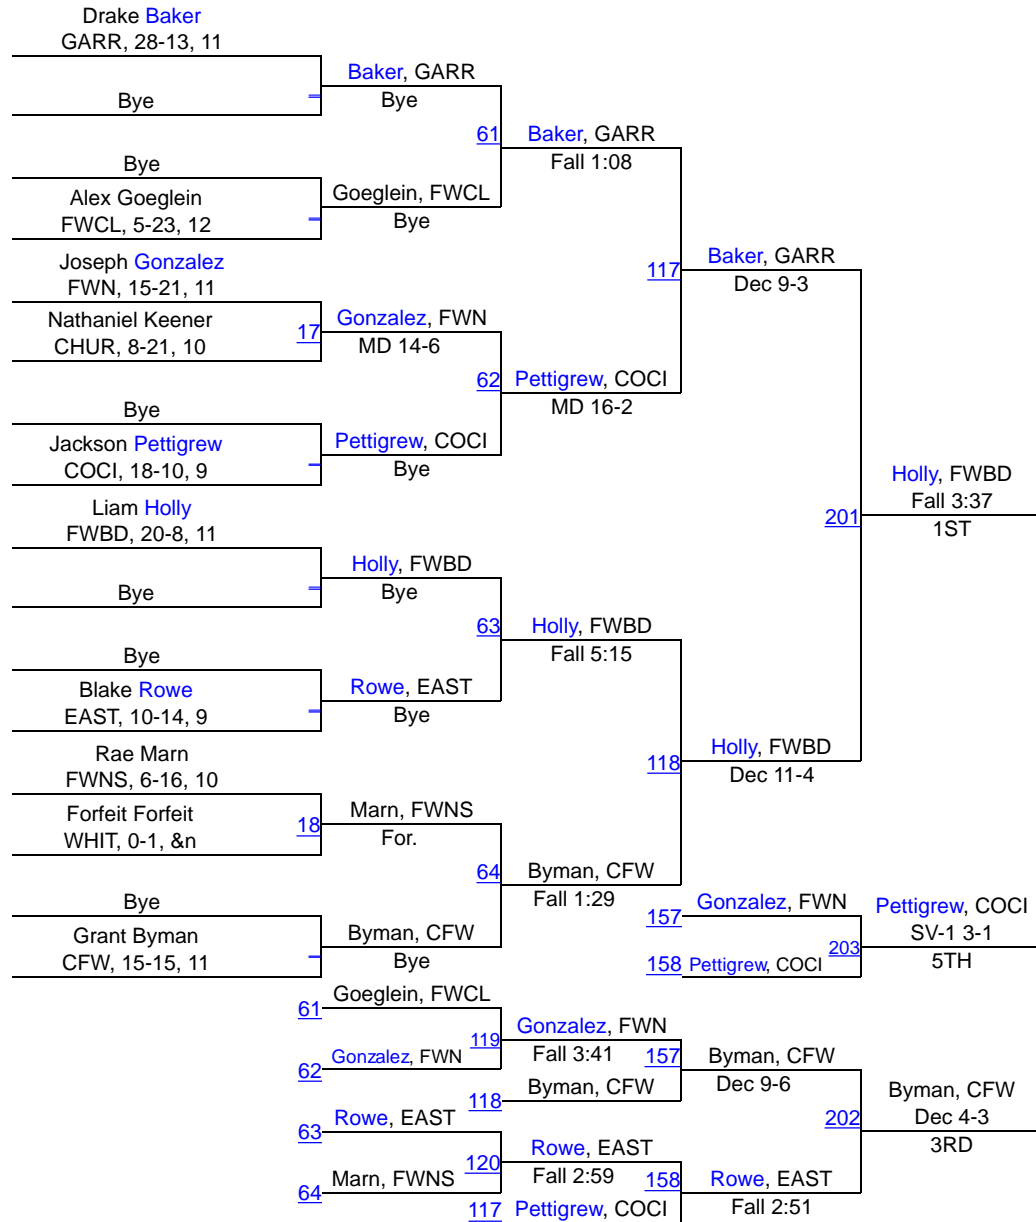 Drake Baker
GARR, 28-13, 11
Baker, GARR
Bye
Bye
61
Baker, GARR
Fall 1:08
Bye
Alex Goeglein
FWCL, 5-23, 12
Goeglein, FWCL
Bye
117
Baker, GARR
Dec 9-3
Joseph Gonzalez
FWN, 15-21, 11
Nathaniel Keener
CHUR, 8-21, 10
17
Gonzalez, FWN
MD 14-6
62
Pettigrew, COCI
MD 16-2
Bye
Jackson Pettigrew
COCI, 18-10, 9
Pettigrew, COCI
Bye
201
Holly, FWBD
Fall 3:37
1ST
Liam Holly
FWBD, 20-8, 11
Bye
Holly, FWBD
Bye
63
Holly, FWBD
Fall 5:15
Bye
Blake Rowe
EAST, 10-14, 9
Rowe, EAST
Bye
118
Holly, FWBD
Dec 11-4
Rae Marn
FWNS, 6-16, 10
Forfeit Forfeit
WHIT, 0-1, &n
18
Marn, FWNS
For.
64
Byman, CFW
Fall 1:29
Bye
Grant Byman
CFW, 15-15, 11
Byman, CFW
Bye
157
Gonzalez, FWN
158
Pettigrew, COCI
203
Pettigrew, COCI
SV-1 3-1
5TH
61
Goeglein, FWCL
62
Gonzalez, FWN
119
Gonzalez, FWN
Fall 3:41
118
Byman, CFW
157
Byman, CFW
Dec 9-6
63
Rowe, EAST
64
Marn, FWNS
120
Rowe, EAST
Fall 2:59
117
Pettigrew, COCI
158
Rowe, EAST
Fall 2:51
202
Byman, CFW
Dec 4-3
3RD